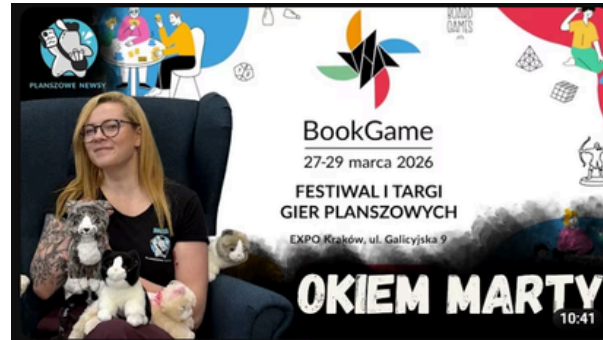 BOARD
GAMES
PLANSZOWE NEWSY
BookGame
27-29 marca 2026
FESTIWAL I TARGI
GIER PLANSZOWYCH
EXPO Kraków, ul. Galicyjska 9
OKIEM MARTY
10:41